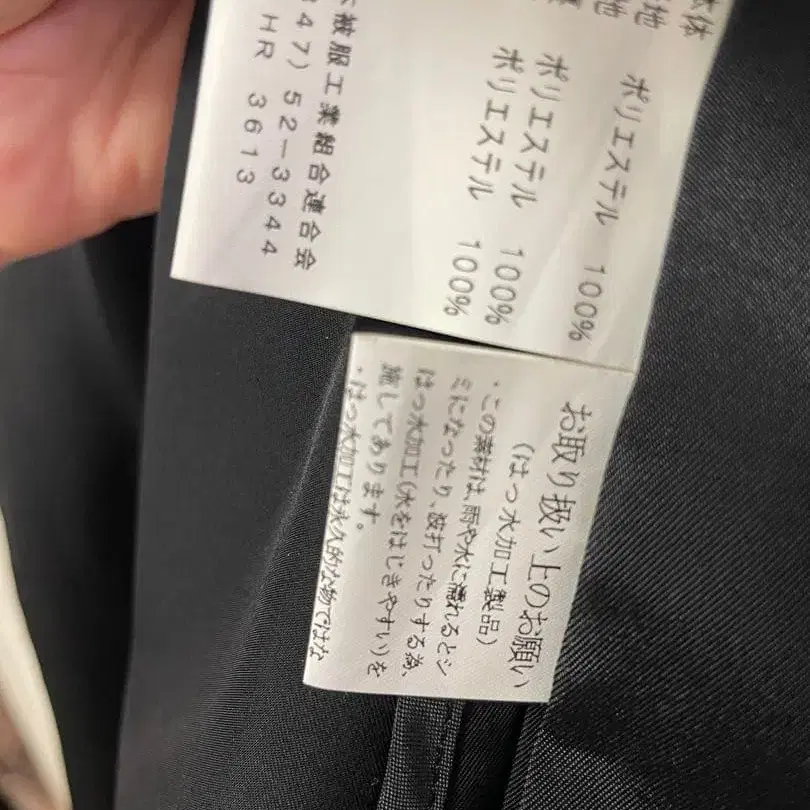 衣体
地 ポリエステル 100%
地 ポリエステル 100%
ポリエステル 100%
被服工業組合連合会
47) 52-3344
HR 3613
お取り扱い上のお願い
(はっ水加工製品)
・この素材は、雨や水に濡れるとシ
ミになったり、波打ったりする為、
はっ水加工(水をはじきやすい)を
施してあります。
・はっ水加工は永久的な物ではな